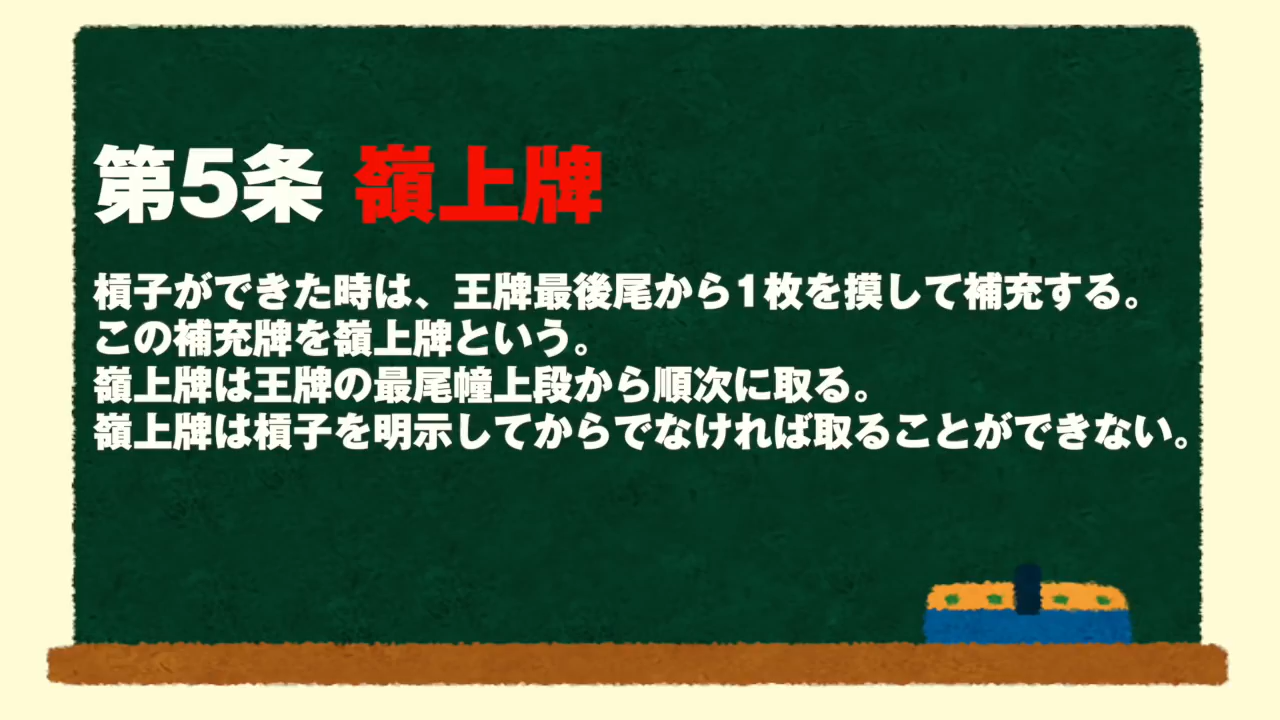 第5条 嶺上牌
槓子ができた時は、王牌最後尾から1枚を摸して補充する。
この補充牌を嶺上牌という。
嶺上牌は王牌の最尾幢上段から順次に取る。
嶺上牌は槓子を明示してからでなければ取ることができない。